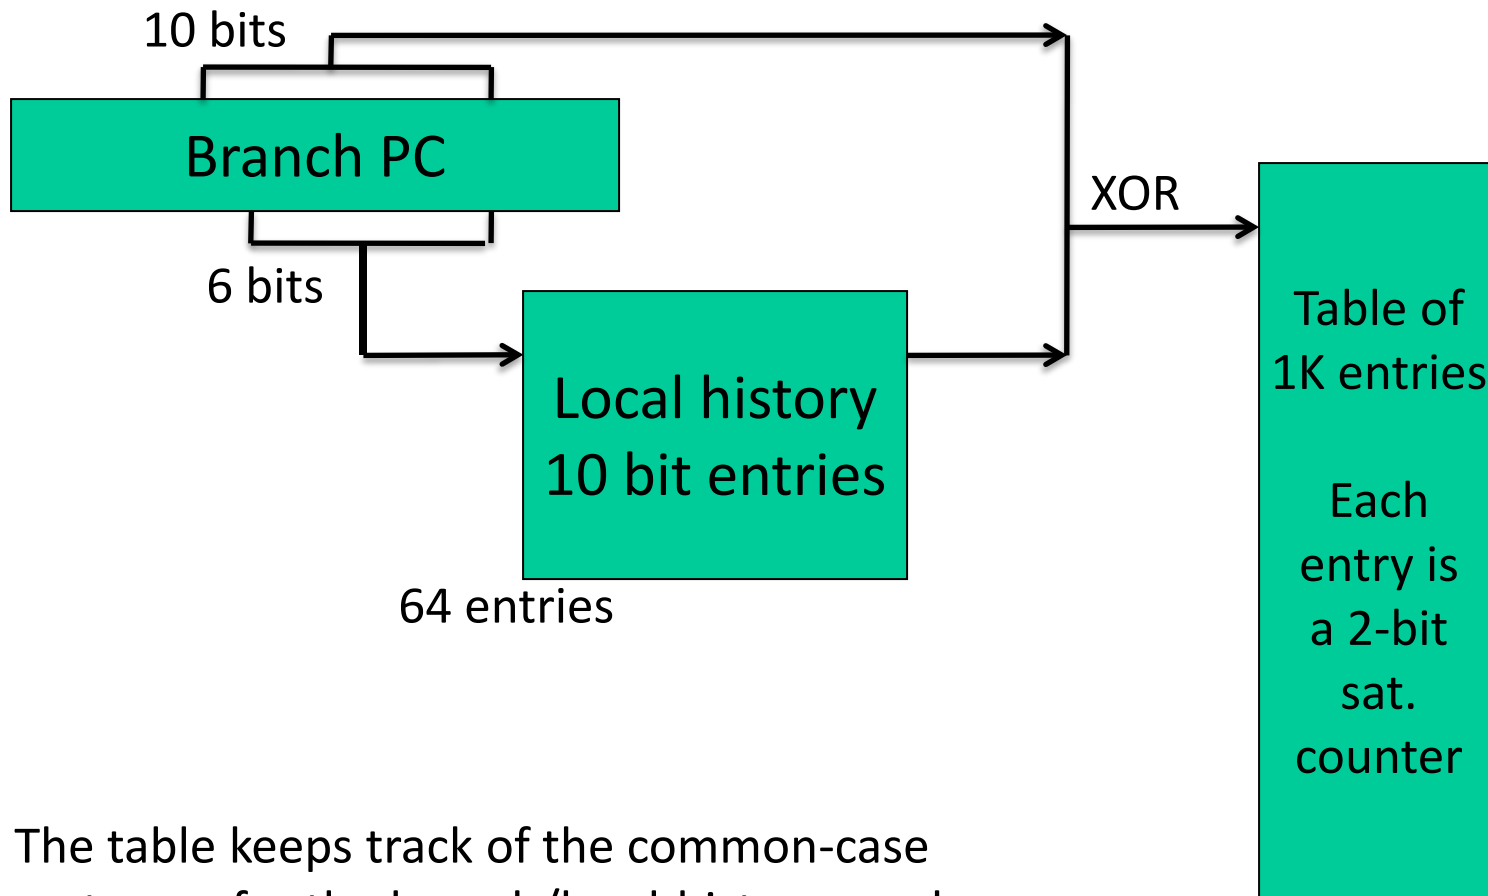 10 bits
Branch PC
6 bits
XOR
Local history
10 bit entries
64 entries
Table of
1K entries
Each
entry is
a 2-bit
sat.
counter
The table keeps track of the common-case